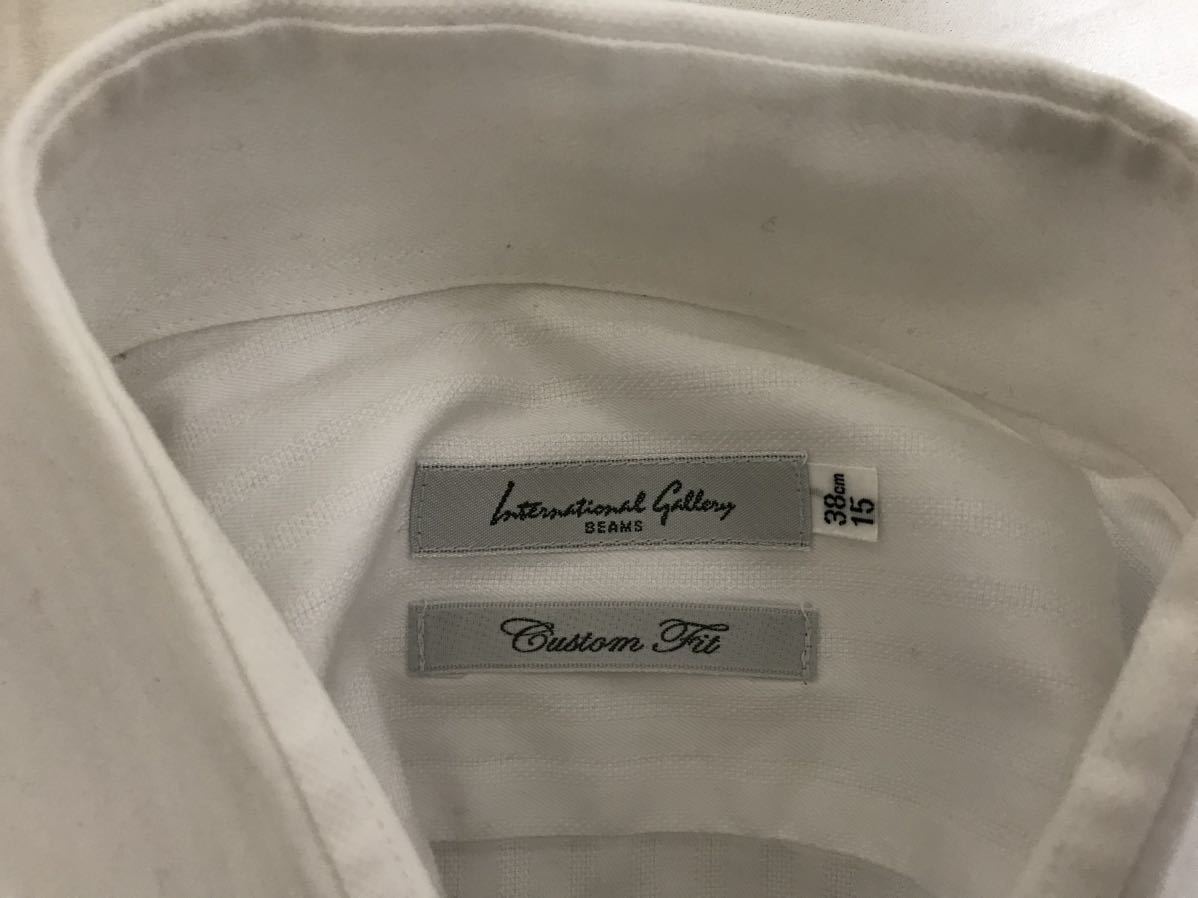 International Gallery
BEAMS
38cm
15
Custom Fit